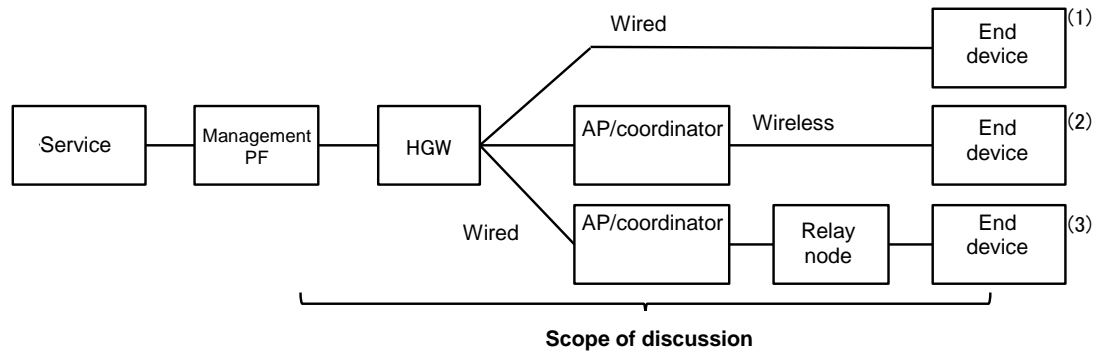 Wired
End
device
(1)
Service
Management
PF
HGW
AP/coordinator
Wireless
End
device
(2)
Wired
AP/coordinator
Relay
node
End
device
(3)
Scope of discussion